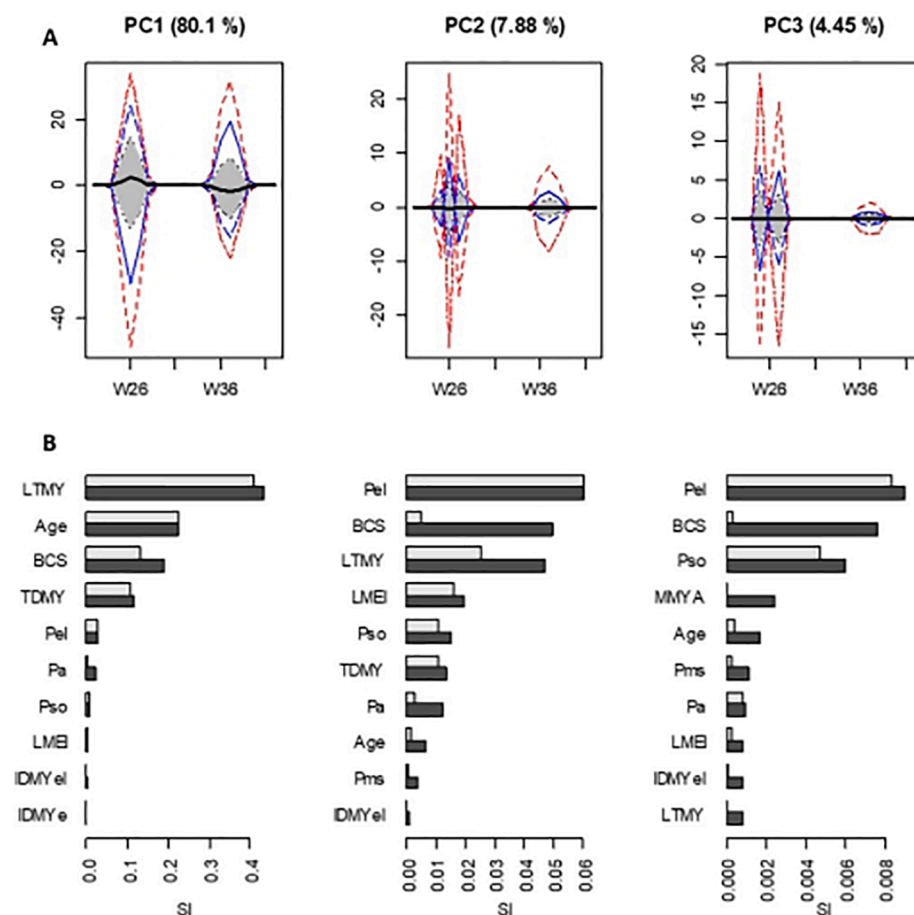 A
PC1 (80.1 %)
PC2 (7.88 %)
PC3 (4.45 %)
20
0
-20
-40
W26
W36
20
10
0
-10
-20
W26
W36
20
15
10
5
0
-5
-10
-15
W26
W36
B
LTMY
Age
BCS
TDMY
Pel
Pa
Pso
LMEI
IDMYel
IDMYe
0.0
0.1
0.2
0.3
0.4
SI
Pel
BCS
LTMY
LMEI
Pso
TDMY
Pa
Age
Pms
IDMYel
0.00
0.01
0.02
0.03
0.04
0.05
0.06
SI
Pel
BCS
Pso
MMYA
Age
Pms
Pa
LMEI
IDMYel
LTMY
0.000
0.002
0.004
0.006
0.008
SI